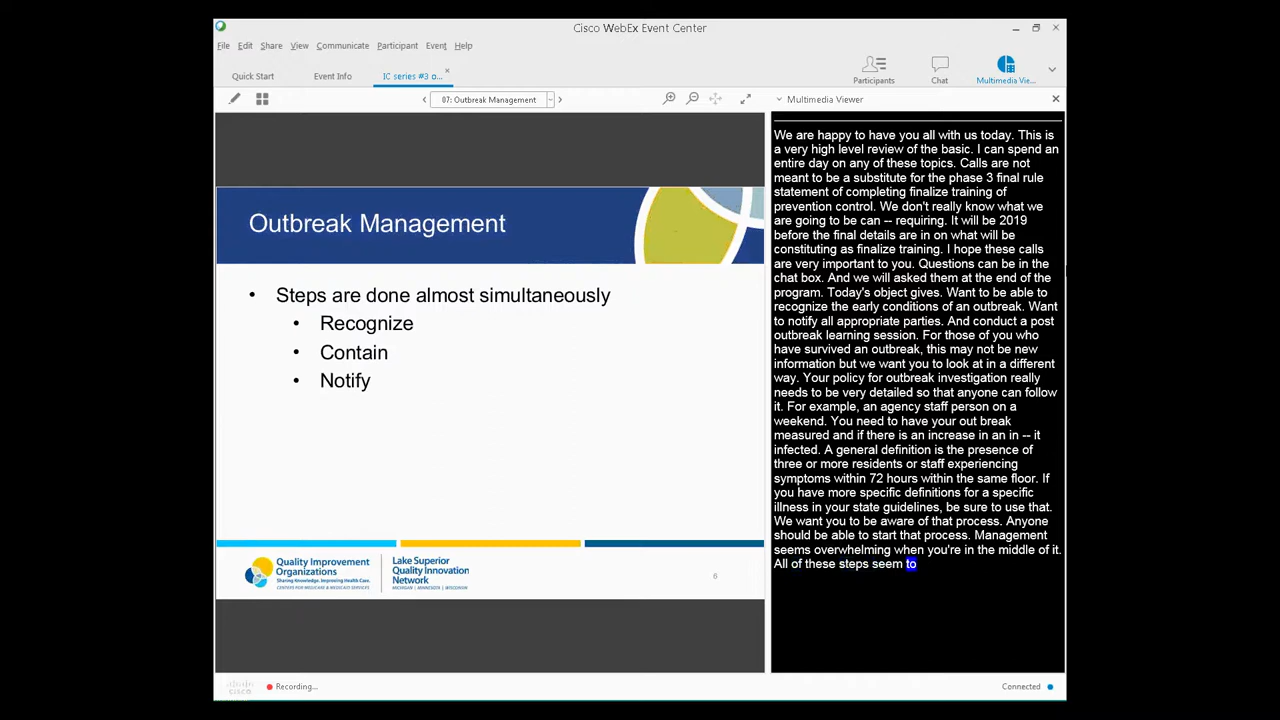 Cisco WebEx Event Center
File Edit Share View Communicate Participant Event Help
Quick Start Event Info IC series #3 o...
Participants Chat Multimedia Vie...
07: Outbreak Management
Multimedia Viewer
Outbreak Management
• Steps are done almost simultaneously
• Recognize
• Contain
• Notify
Quality Improvement
Organizations
Sharing Knowledge. Improving Health Care.
CENTERS FOR MEDICARE & MEDICAID SERVICES
Lake Superior
Quality Innovation
Network
MICHIGAN | MINNESOTA | WISCONSIN
6
We are happy to have you all with us today. This is
a very high level review of the basic. I can spend an
entire day on any of these topics. Calls are not
meant to be a substitute for the phase 3 final rule
statement of completing finalize training of
prevention control. We don't really know what we
are going to be can -- requiring. It will be 2019
before the final details are in on what will be
constituting as finalize training. I hope these calls
are very important to you. Questions can be in the
chat box. And we will asked them at the end of the
program. Today's object gives. Want to be able to
recognize the early conditions of an outbreak. Want
to notify all appropriate parties. And conduct a post
outbreak learning session. For those of you who
have survived an outbreak, this may not be new
information but we want you to look at in a different
way. Your policy for outbreak investigation really
needs to be very detailed so that anyone can follow
it. For example, an agency staff person on a
weekend. You need to have your out break
measured and if there is an increase in an in -- it
infected. A general definition is the presence of
three or more residents or staff experiencing
symptoms within 72 hours within the same floor. If
you have more specific definitions for a specific
illness in your state guidelines, be sure to use that.
We want you to be aware of that process. Anyone
should be able to start that process. Management
seems overwhelming when you're in the middle of it.
All of these steps seem to
cisco
Recording...
Connected